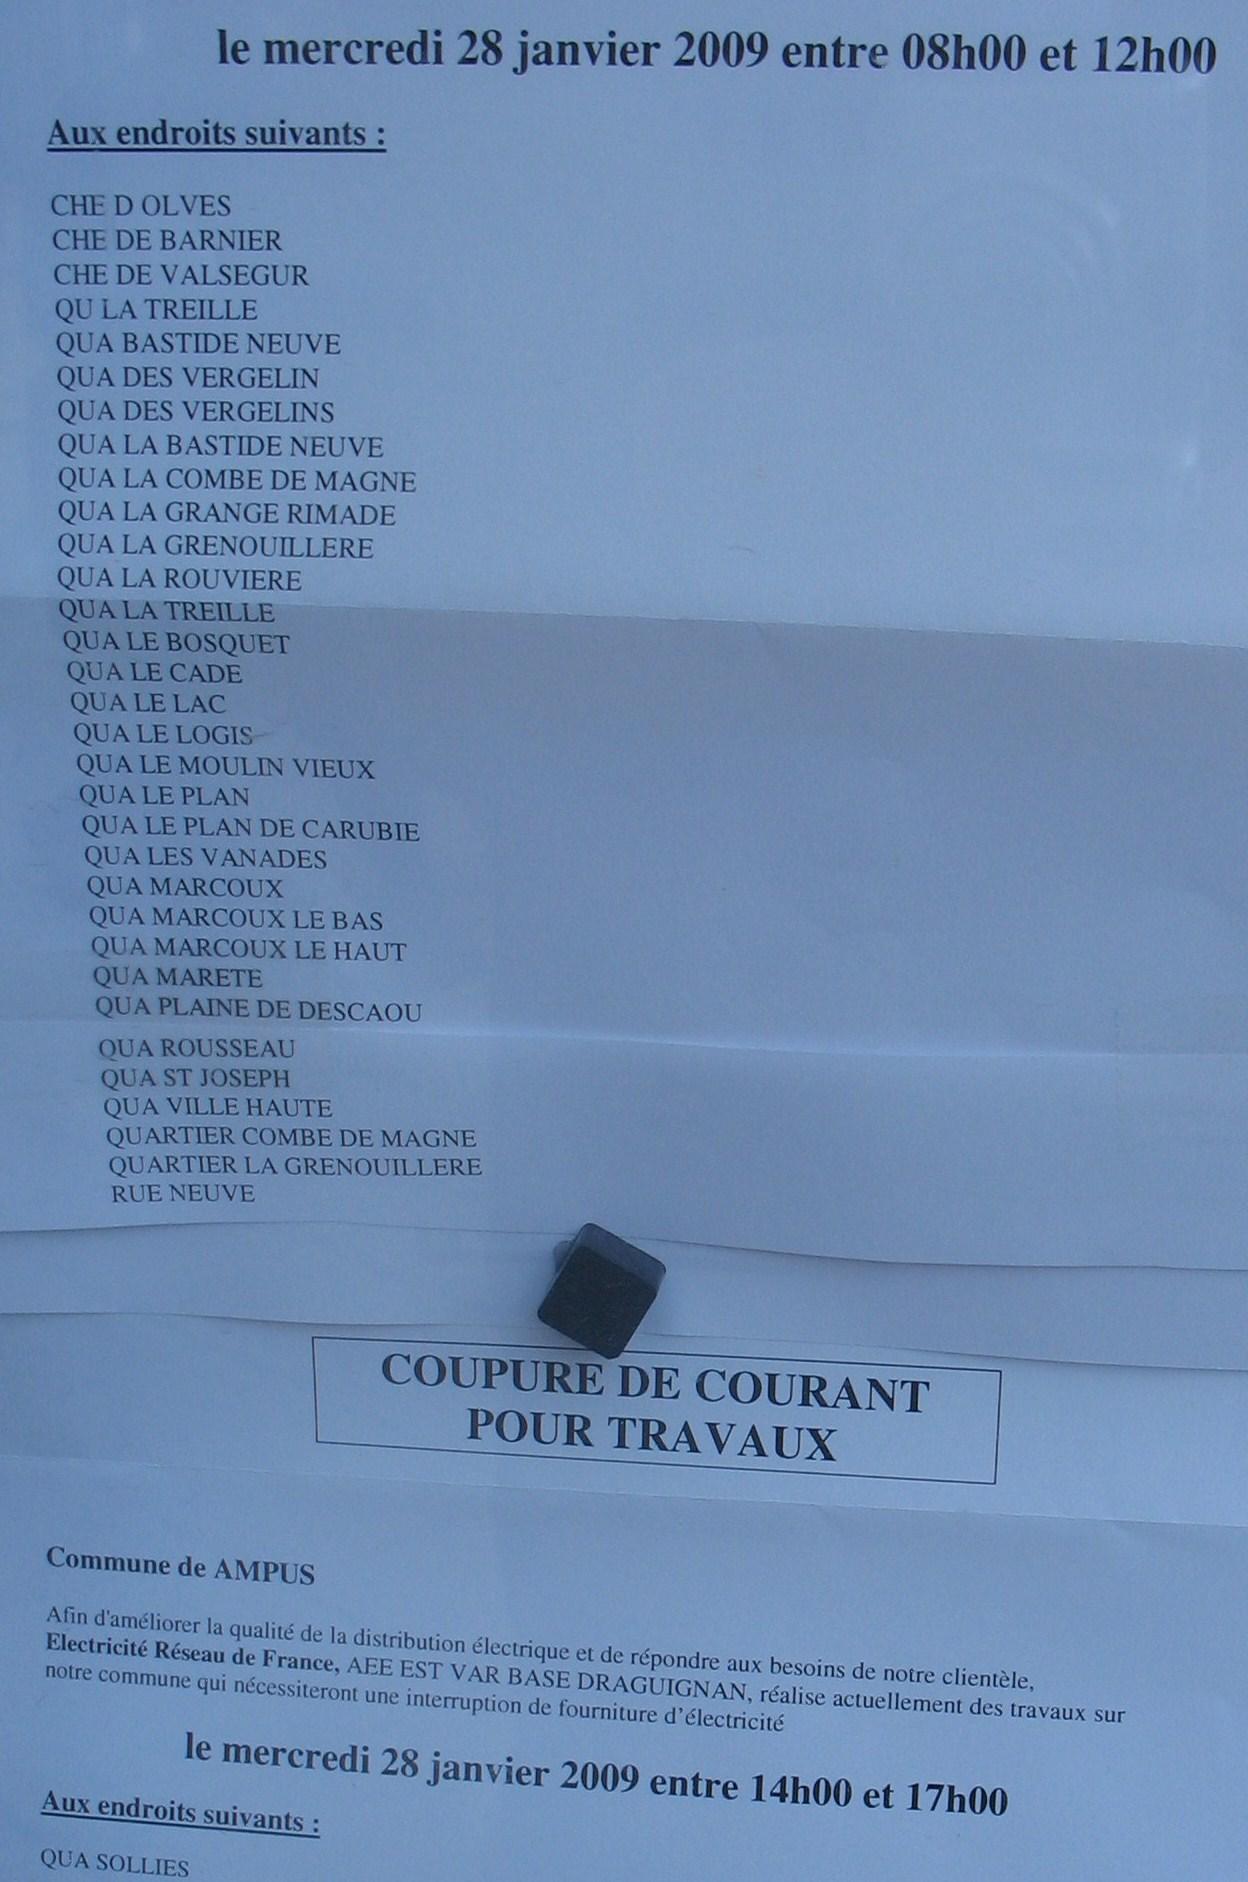 le mercredi 28 janvier 2009 entre 08h00 et 12h00
Aux endroits suivants :
CHE D OLVES
CHE DE BARNIER
CHE DE VALSEGUR
QU LA TREILLE
QUA BASTIDE NEUVE
QUA DES VERGELIN
QUA DES VERGELINS
QUA LA BASTIDE NEUVE
QUA LA COMBE DE MAGNE
QUA LA GRANGE RIMADE
QUA LA GRENOUILLERE
QUA LA ROUVIERE
QUA LA TREILLE
QUA LE BOSQUET
QUA LE CADE
QUA LE LAC
QUA LE LOGIS
QUA LE MOULIN VIEUX
QUA LE PLAN
QUA LE PLAN DE CARUBIE
QUA LES VANADES
QUA MARCOUX
QUA MARCOUX LE BAS
QUA MARCOUX LE HAUT
QUA MARETE
QUA PLAINE DE DESCAOU
QUA ROUSSEAU
QUA ST JOSEPH
QUA VILLE HAUTE
QUARTIER COMBE DE MAGNE
QUARTIER LA GRENOUILLERE
RUE NEUVE
COUPURE DE COURANT
POUR TRAVAUX
Commune de AMPUS
Afin d'améliorer la qualité de la distribution électrique et de répondre aux besoins de notre clientèle,
Electricité Réseau de France, AEE EST VAR BASE DRAGUIGNAN, réalise actuellement des travaux sur
notre commune qui nécessiteront une interruption de fourniture d'électricité
le mercredi 28 janvier 2009 entre 14h00 et 17h00
Aux endroits suivants :
QUA SOLLIES